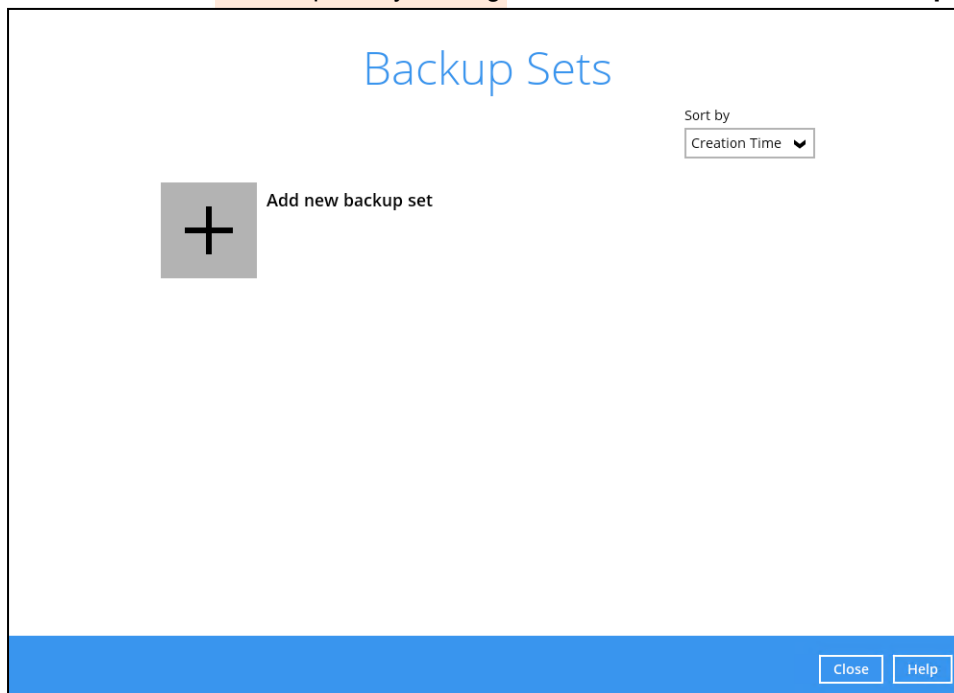 Backup Sets
Sort by
Creation Time
Add new backup set
Close
Help